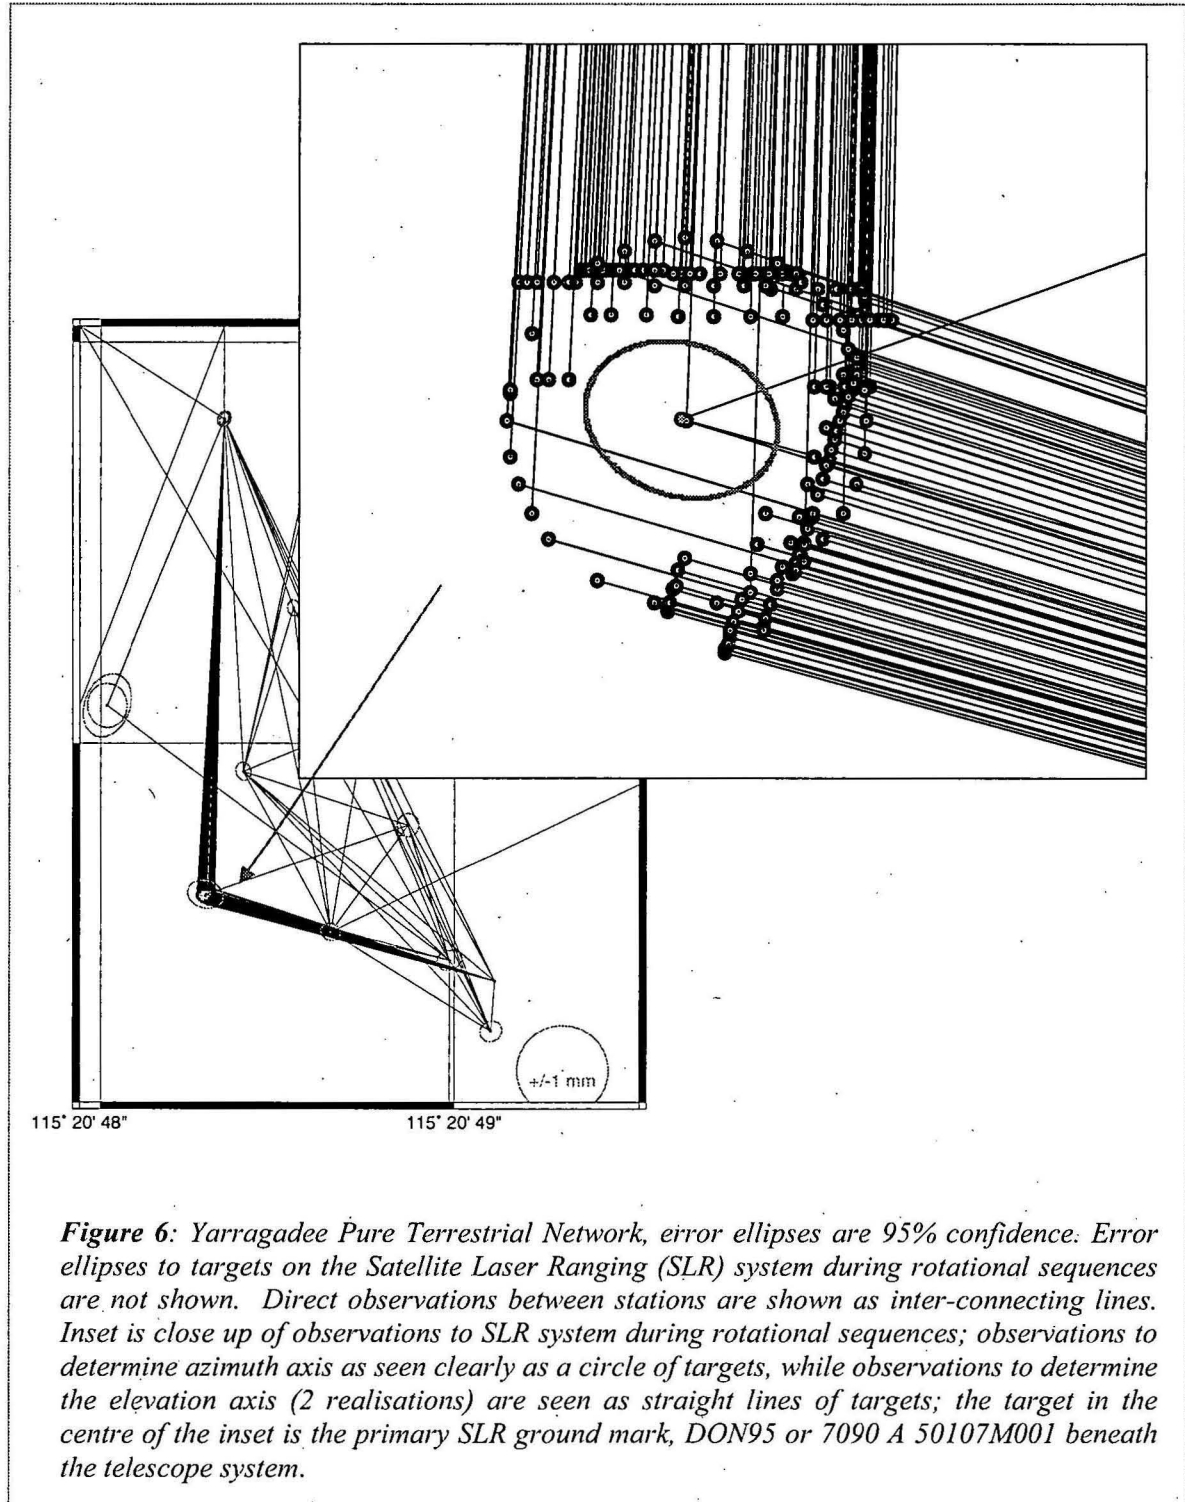 +/-1 mm
115° 20' 48"
115° 20' 49"
Figure 6: Yarragadee Pure Terrestrial Network, error ellipses are 95% confidence. Error
ellipses to targets on the Satellite Laser Ranging (SLR) system during rotational sequences
are not shown. Direct observations between stations are shown as inter-connecting lines.
Inset is close up of observations to SLR system during rotational sequences; observations to
determine azimuth axis as seen clearly as a circle of targets, while observations to determine
the elevation axis (2 realisations) are seen as straight lines of targets; the target in the
centre of the inset is the primary SLR ground mark, DON95 or 7090 A 50107M001 beneath
the telescope system.